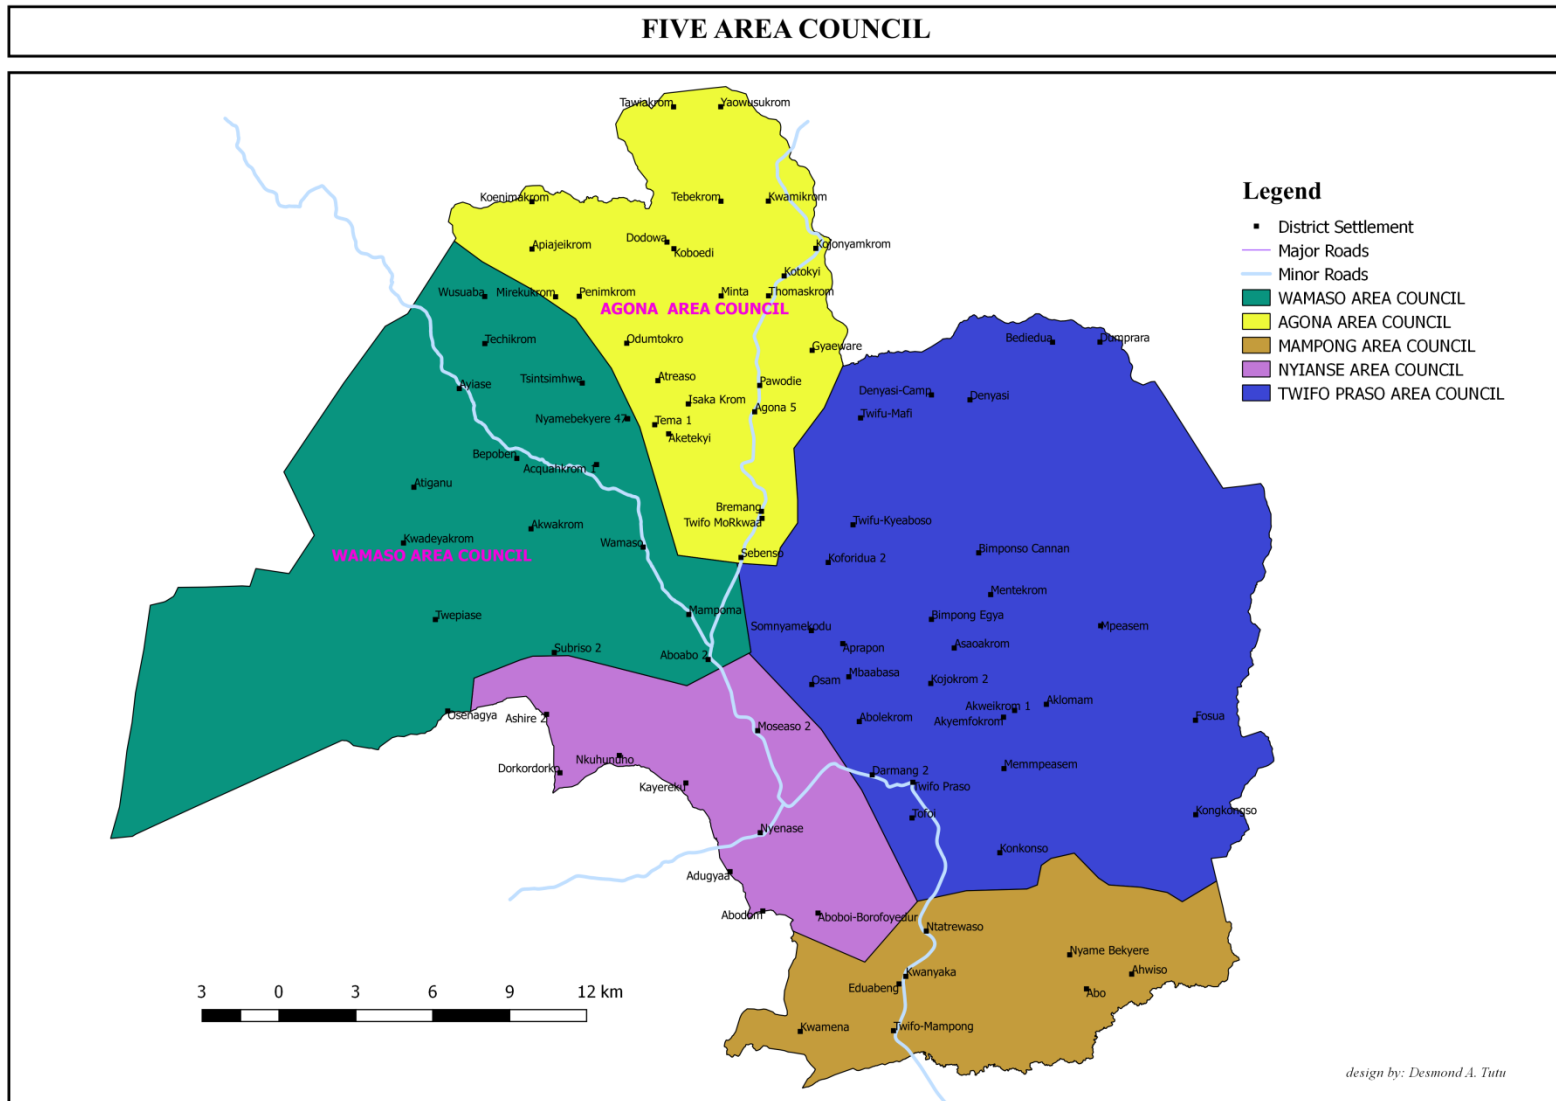 FIVE AREA COUNCIL
Tawiakrom
Yaowusukrom
Koenimakrom
Tebekrom
Kwamikrom
Dodowa
Apiajeikrom
Koboedi
Kojonyamkrom
Kotokyi
Wusuaba
Mirekukrom
Penimkrom
Minta
Thomaskrom
AGONA AREA COUNCIL
Techikrom
Odumtokro
Gyaeware
Bediedua
Dumprara
Ayiase
Tsintsimhwe
Atreaso
Pawodie
Denyasi-Camp
Denyasi
Isaka Krom
Agona 5
Twifu-Mafi
Nyamebekyere 47
Tema 1
Aketekyi
Bepoben
Acquahkrom 1
Atiganu
Bremang
Twifo MoRkwaa
Twifu-Kyeaboso
Akwakrom
Kwadeyakrom
Wamaso
WAMASO AREA COUNCIL
Sebenso
Koforidua 2
Bimponso Cannan
Mentekrom
Twepiase
Mampoma
Somnyamekodu
Bimpong Egya
Mpeasem
Subriso 2
Aboabo 2
Aprapon
Asaoakrom
Osam
Mbaabasa
Kojokrom 2
Osenagya
Ashire 2
Moseaso 2
Abolekrom
Akweikrom 1
Aklomam
Akyemfokrom
Fosua
Nkuhunuho
Dorkordorkp
Kayereku
Darmang 2
Twifo Praso
Memmpeasem
Tofoi
Kongkongso
Nyenase
Konkonso
Adugyaa
Abodom
Aboboi-Borofoyedur
Ntatrewaso
Nyame Bekyere
Kwanyaka
Eduabeng
Ahwiso
Abo
Kwamena
Twifo-Mampong
Legend
District Settlement
Major Roads
Minor Roads
WAMASO AREA COUNCIL
AGONA AREA COUNCIL
MAMPONG AREA COUNCIL
NYIANSE AREA COUNCIL
TWIFO PRASO AREA COUNCIL
3 0 3 6 9 12 km
design by: Desmond A. Tutu